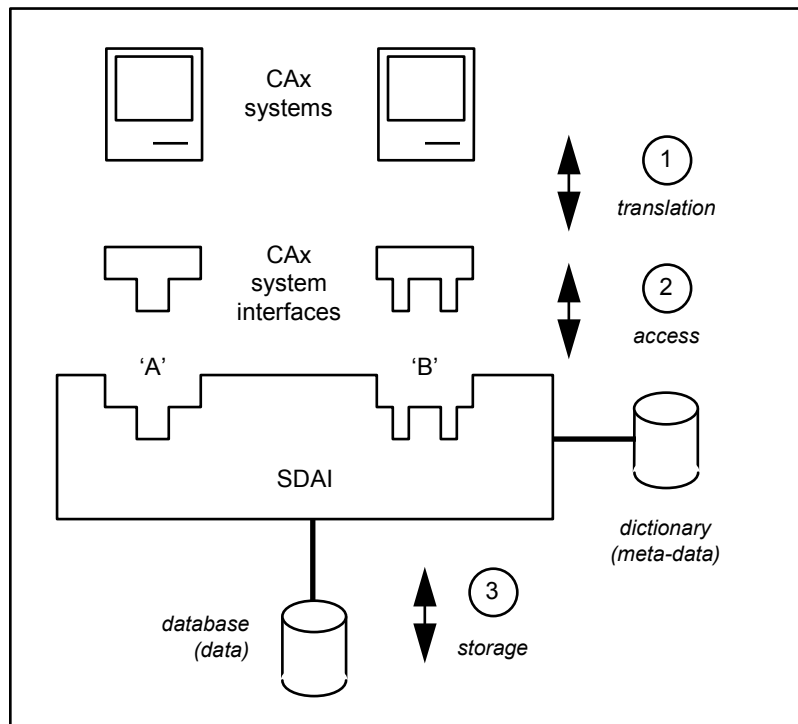 CAx
systems
1
translation
CAx
system
interfaces
2
access
‘A’
‘B’
SDAI
dictionary
(meta-data)
database
(data)
3
storage